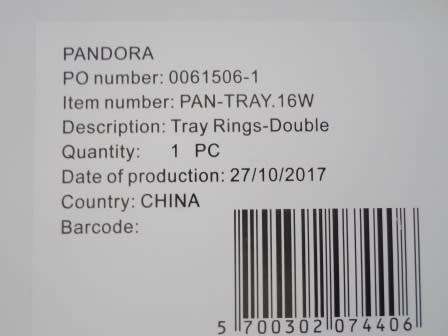 PANDORA
PO number: 0061506-1
Item number: PAN-TRAY.16W
Description: Tray Rings-Double
Quantity: 1 PC
Date of production: 27/10/2017
Country: CHINA
Barcode:
5 700302 074406